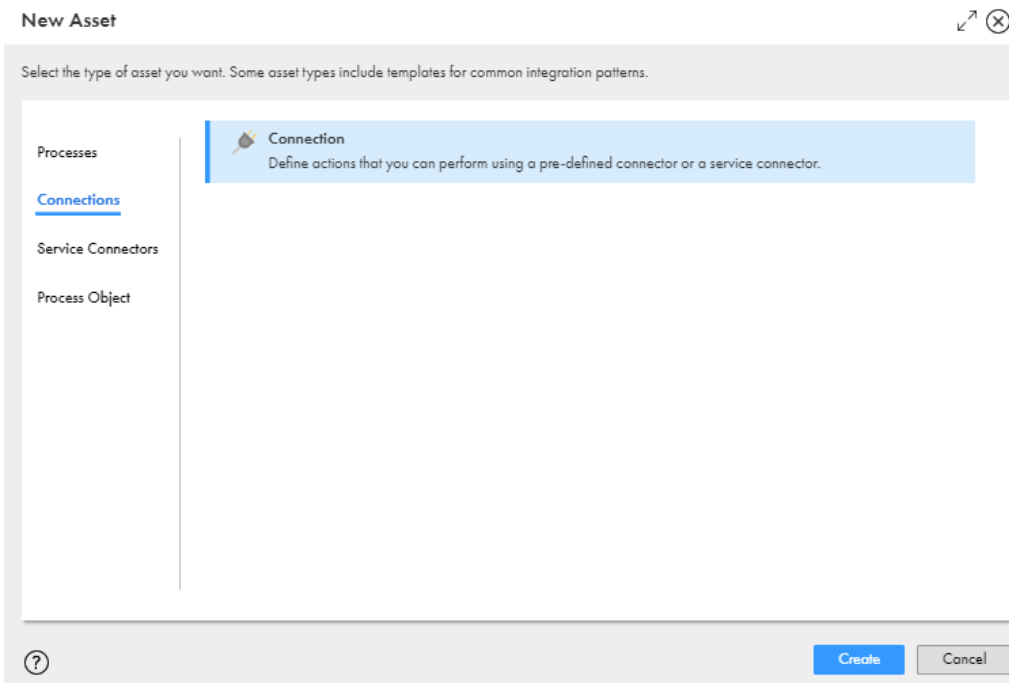 New Asset
Select the type of asset you want. Some asset types include templates for common integration patterns.
Processes
Connections
Service Connectors
Process Object
Connection
Define actions that you can perform using a pre-defined connector or a service connector.
?
Create
Cancel